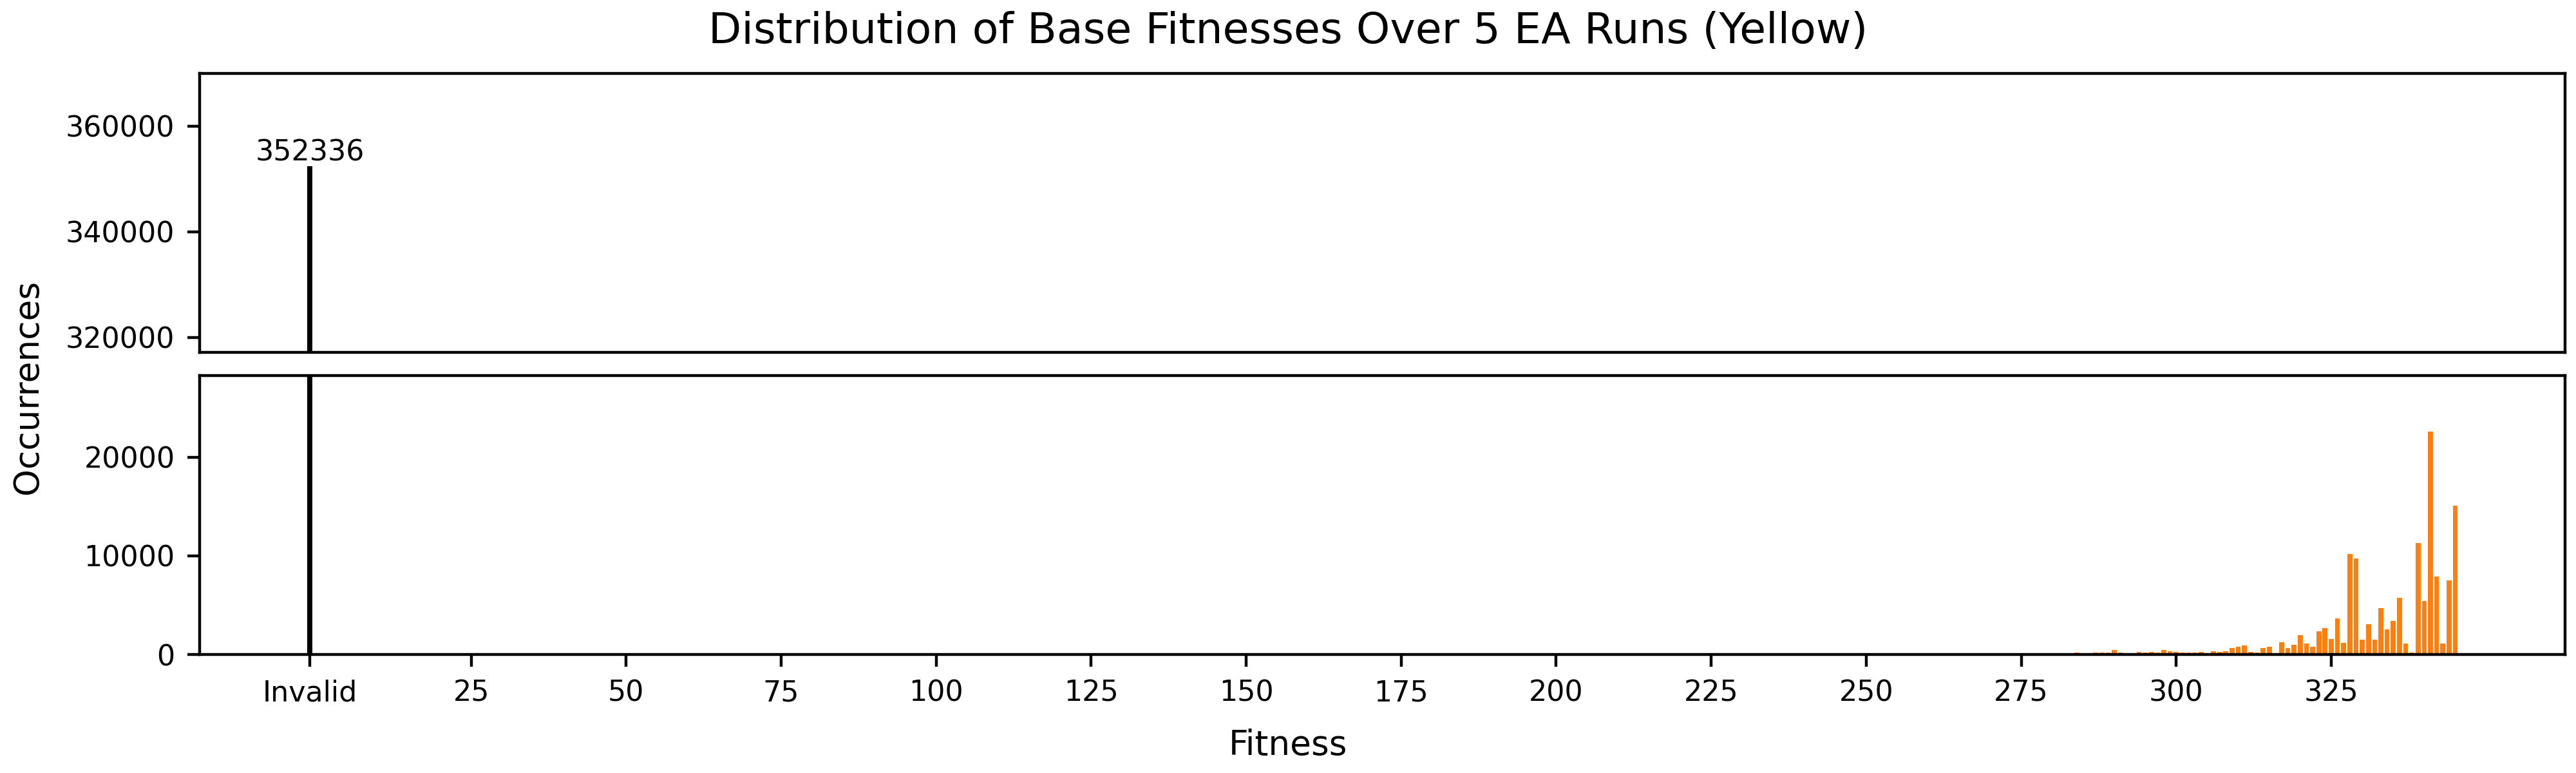 Distribution of Base Fitnesses Over 5 EA Runs (Yellow)
360000
352336
340000
320000
Occurrences
20000
10000
0
Invalid 25 50 75 100 125 150 175 200 225 250 275 300 325
Fitness